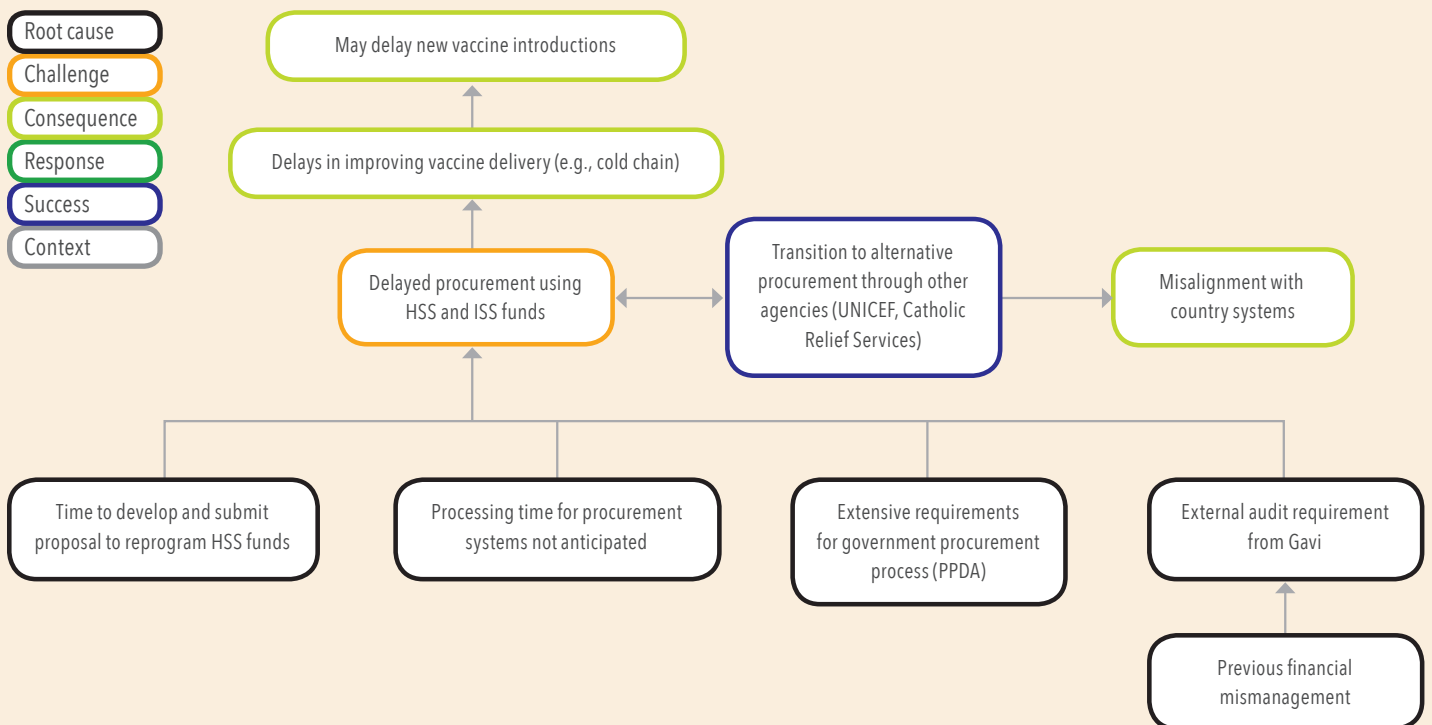 Root cause
Challenge
Consequence
Response
Success
Context
May delay new vaccine introductions
Delays in improving vaccine delivery (e.g., cold chain)
Delayed procurement using
HSS and ISS funds
Transition to alternative
procurement through other
agencies (UNICEF, Catholic
Relief Services)
Misalignment with
country systems
Time to develop and submit
proposal to reprogram HSS funds
Processing time for procurement
systems not anticipated
Extensive requirements
for government procurement
process (PPDA)
External audit requirement
from Gavi
Previous financial
mismanagement